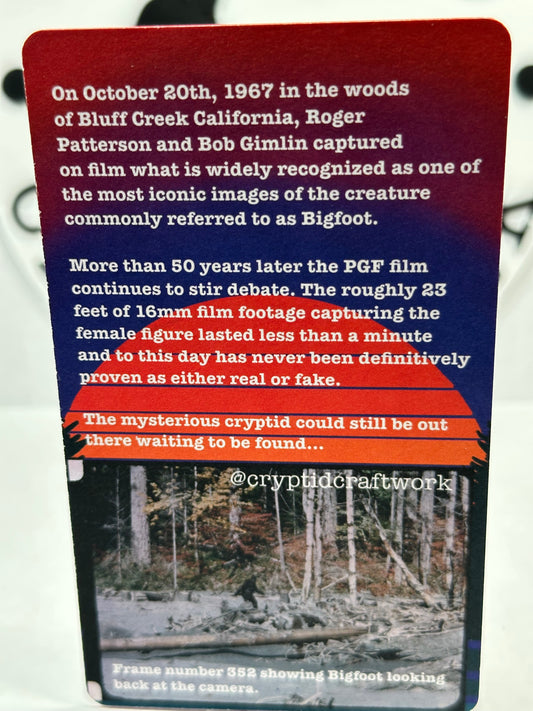 On October 20th, 1967 in the woods
of Bluff Creek California, Roger
Patterson and Bob Gimlin captured
on film what is widely recognized as one of
the most iconic images of the creature
commonly referred to as Bigfoot.
More than 50 years later the PGF film
continues to stir debate. The roughly 23
feet of 16mm film footage capturing the
female figure lasted less than a minute
and to this day has never been definitively
proven as either real or fake.
The mysterious cryptid could still be out
there waiting to be found...
@cryptidcraftwork
Frame number 352 showing Bigfoot looking
back at the camera.